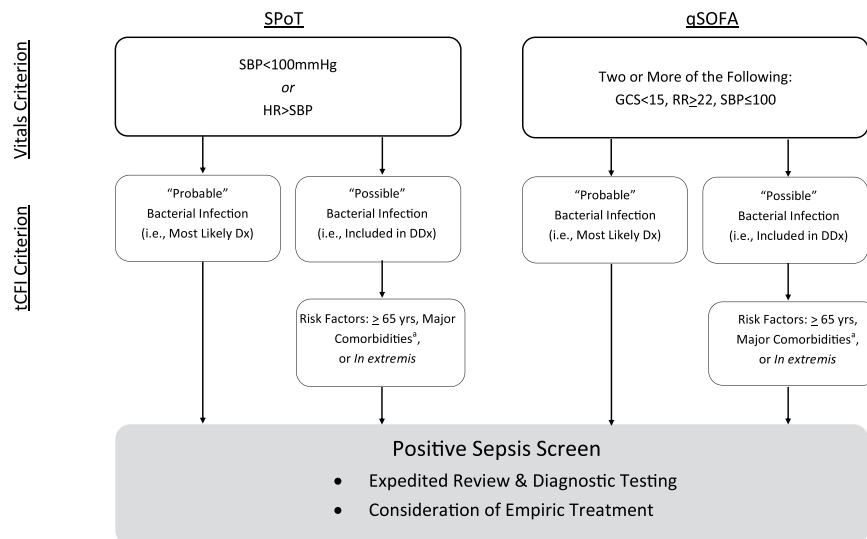 SPoT
qSOFA
Vitals Criterion
SBP<100mmHg
or
HR>SBP
Two or More of the Following:
GCS<15, RR≥22, SBP≤100
tCFI Criterion
“Probable”
Bacterial Infection
(i.e., Most Likely Dx)
“Possible”
Bacterial Infection
(i.e., Included in DDx)
“Probable”
Bacterial Infection
(i.e., Most Likely Dx)
“Possible”
Bacterial Infection
(i.e., Included in DDx)
Risk Factors: ≥ 65 yrs, Major
Comorbiditiesᵃ,
or In extremis
Risk Factors: ≥ 65 yrs,
Major Comorbiditiesᵃ,
or In extremis
Positive Sepsis Screen
• Expedited Review & Diagnostic Testing
• Consideration of Empiric Treatment